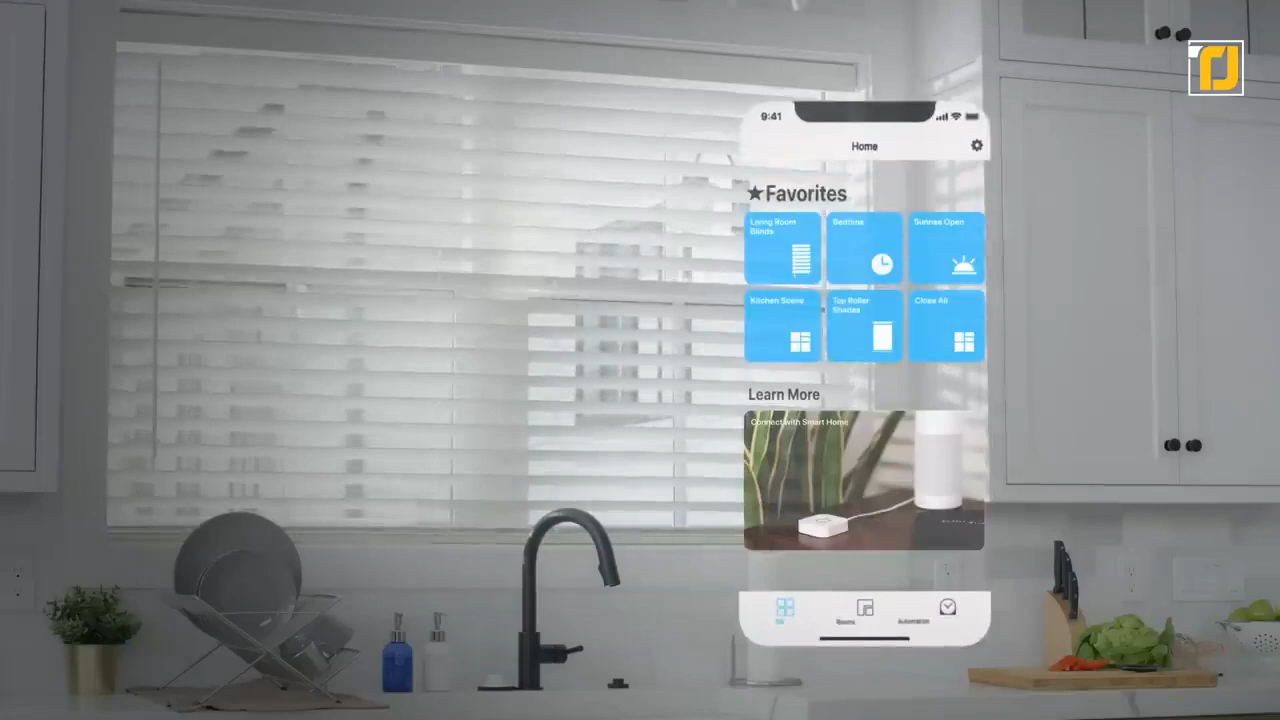 9:41
Home
★Favorites
Living Room
Blinds
Bedtime
Sunrise Open
Kitchen Scene
Top Roller
Shades
Close All
Learn More
Connect with Smart Home
Rooms
Automation